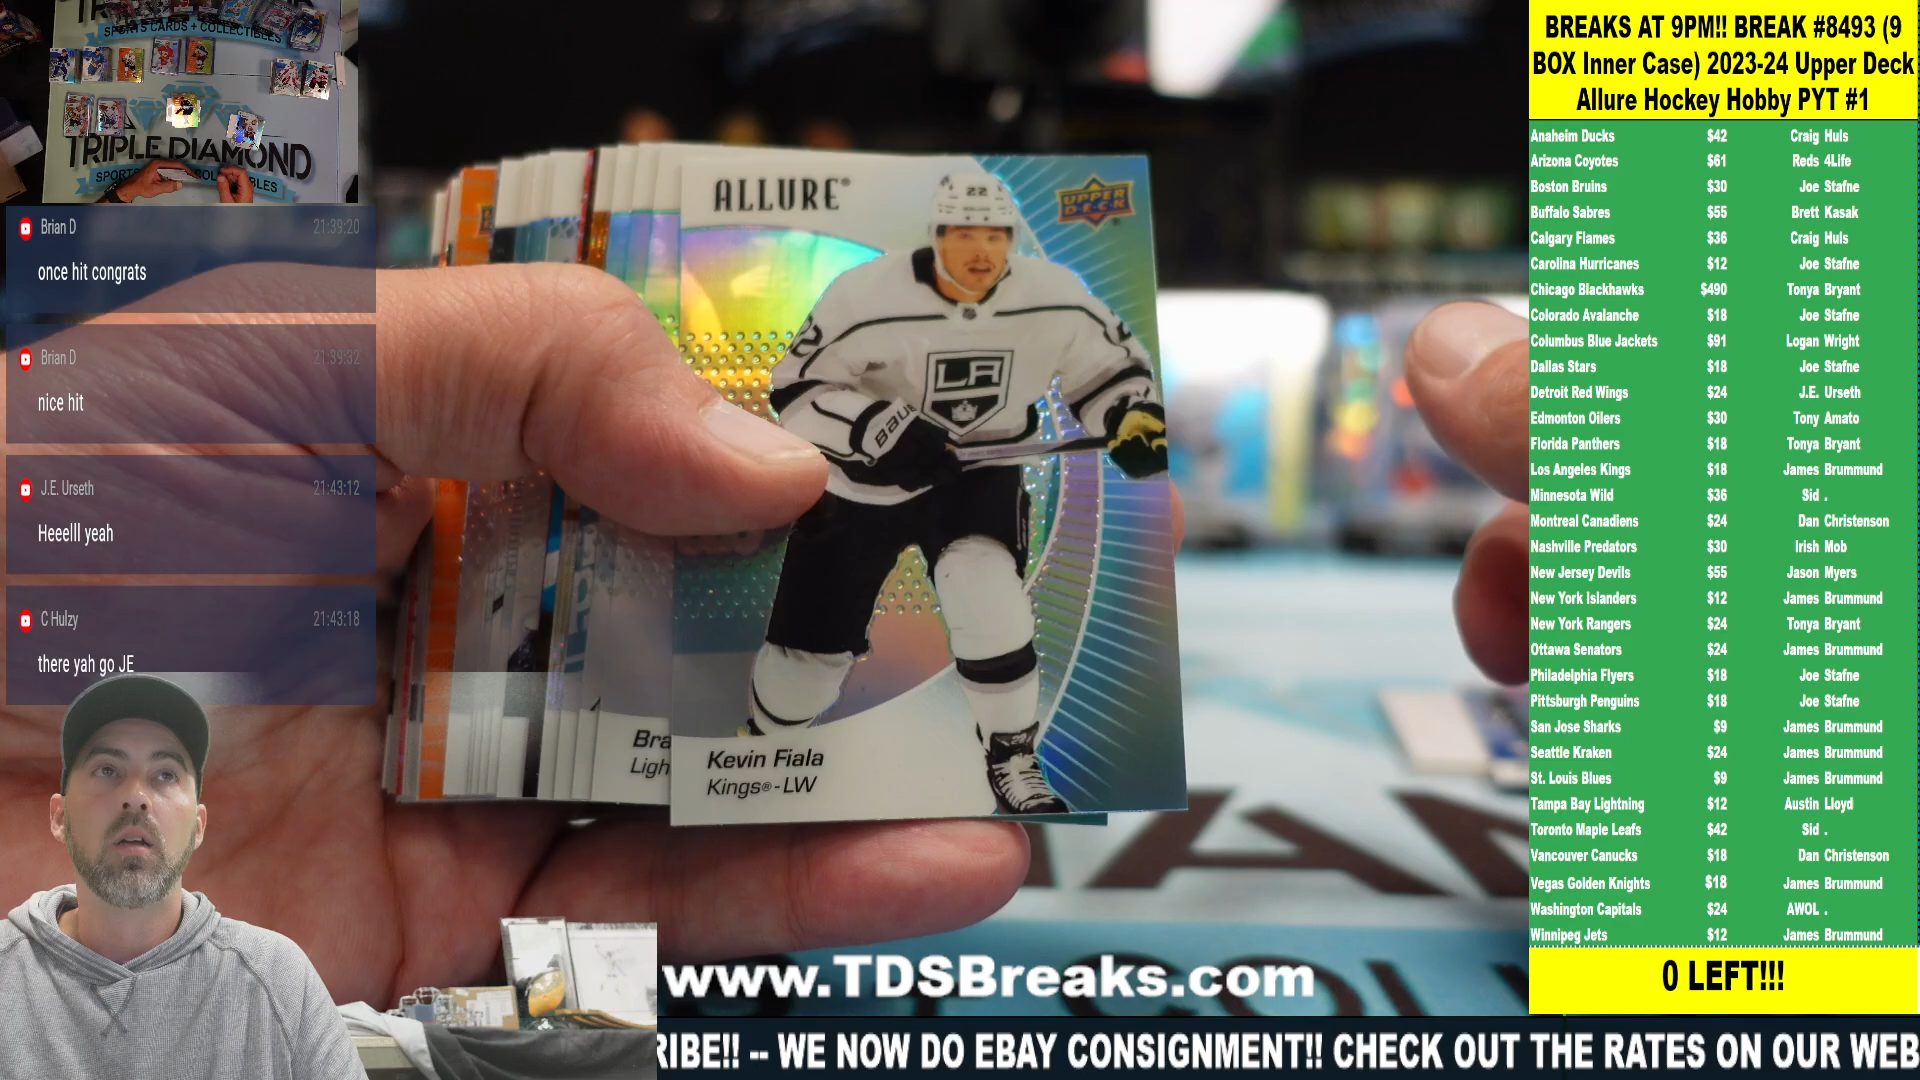 SPORTS CARDS + COLLECTIBLES
TRIPLE DIAMOND
Brian D 21:39:20
once hit congrats
Brian D 21:39:32
nice hit
J.E. Urseth 21:43:12
Heeelll yeah
C Hulzy 21:43:18
there yah go JE
ALLURE
UPPER DECK
22
22
BAUER
LA
Bra
Ligh
Kevin Fiala
Kings®-LW
www.TDSBreaks.com
RIBE!! -- WE NOW DO EBAY CONSIGNMENT!! CHECK OUT THE RATES ON OUR WEB
BREAKS AT 9PM!! BREAK #8493 (9
BOX Inner Case) 2023-24 Upper Deck
Allure Hockey Hobby PYT #1
Anaheim Ducks $42 Craig Huls
Arizona Coyotes $61 Reds 4Life
Boston Bruins $30 Joe Stafne
Buffalo Sabres $55 Brett Kasak
Calgary Flames $36 Craig Huls
Carolina Hurricanes $12 Joe Stafne
Chicago Blackhawks $490 Tonya Bryant
Colorado Avalanche $18 Joe Stafne
Columbus Blue Jackets $91 Logan Wright
Dallas Stars $18 Joe Stafne
Detroit Red Wings $24 J.E. Urseth
Edmonton Oilers $30 Tony Amato
Florida Panthers $18 Tonya Bryant
Los Angeles Kings $18 James Brummund
Minnesota Wild $36 Sid .
Montreal Canadiens $24 Dan Christenson
Nashville Predators $30 Irish Mob
New Jersey Devils $55 Jason Myers
New York Islanders $12 James Brummund
New York Rangers $24 Tonya Bryant
Ottawa Senators $24 James Brummund
Philadelphia Flyers $18 Joe Stafne
Pittsburgh Penguins $18 Joe Stafne
San Jose Sharks $9 James Brummund
Seattle Kraken $24 James Brummund
St. Louis Blues $9 James Brummund
Tampa Bay Lightning $12 Austin Lloyd
Toronto Maple Leafs $42 Sid .
Vancouver Canucks $18 Dan Christenson
Vegas Golden Knights $18 James Brummund
Washington Capitals $24 AWOL .
Winnipeg Jets $12 James Brummund
0 LEFT!!!